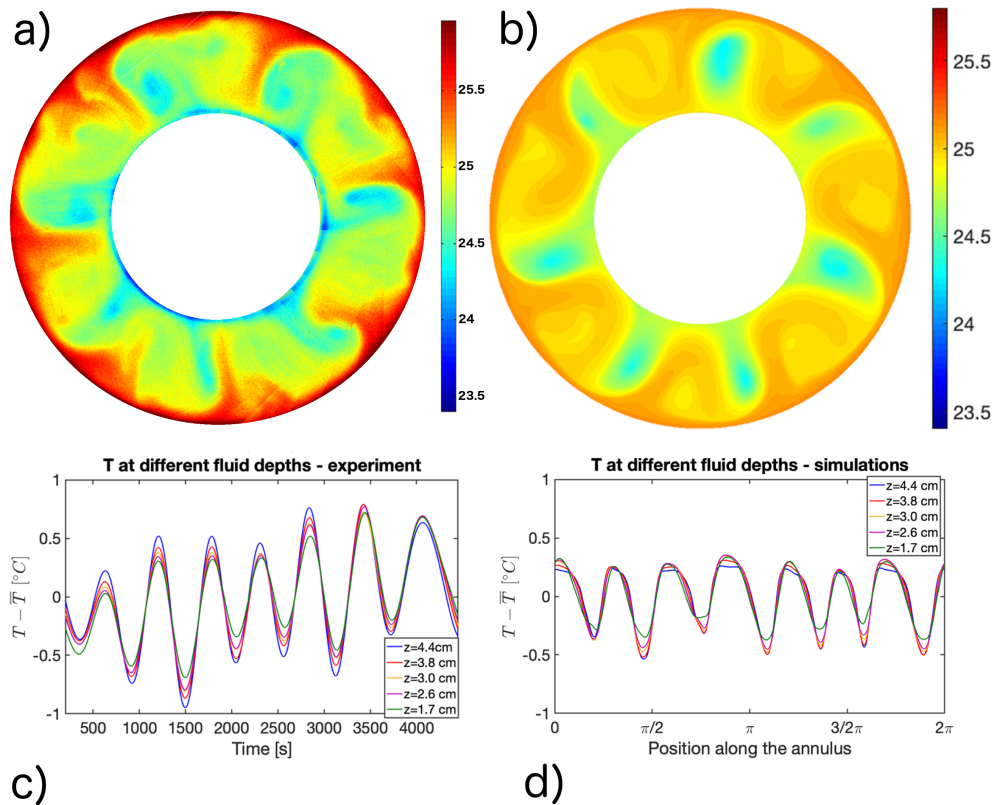 a)
25.5
25
24.5
24
23.5
b)
25.5
25
24.5
24
23.5
T at different fluid depths - experiment
T − T̅ [°C]
1
0.5
0
-0.5
-1
z=4.4cm
z=3.8 cm
z=3.0 cm
z=2.6 cm
z=1.7 cm
500 1000 1500 2000 2500 3000 3500 4000
Time [s]
c)
T at different fluid depths - simulations
T − T̅ [°C]
1
0.5
0
-0.5
-1
z=4.4 cm
z=3.8 cm
z=3.0 cm
z=2.6 cm
z=1.7 cm
0 π/2 π 3/2π 2π
Position along the annulus
d)